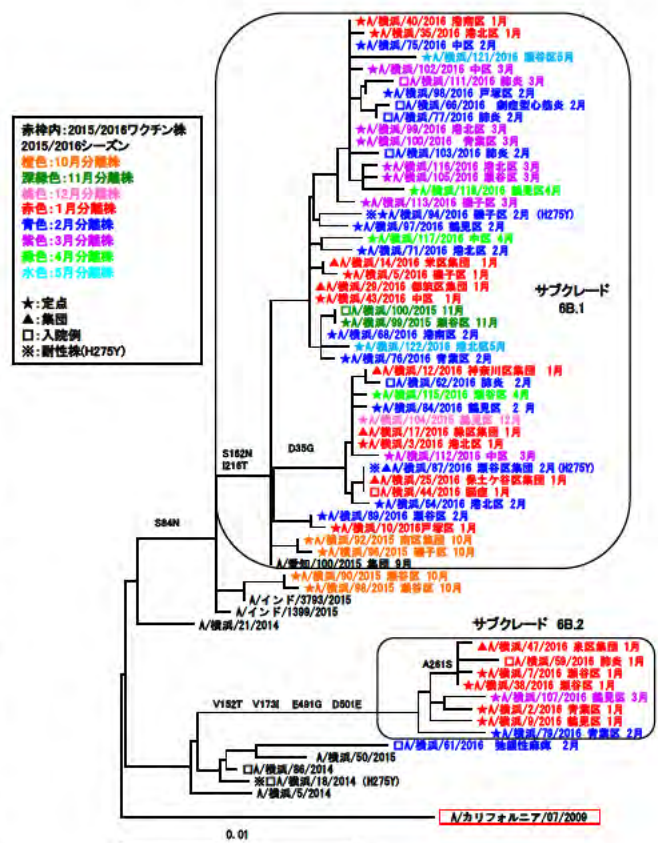 ★A/横浜/40/2016 港南区 1月
★A/横浜/35/2016 港北区 1月
★A/横浜/75/2016 中区 2月
★A/横浜/121/2016 瀬谷区5月
★A/横浜/102/2016 中区 3月
□A/横浜/111/2016 肺炎 3月
★A/横浜/98/2016 戸塚区 2月
□A/横浜/66/2016 劇症型心筋炎 2月
□A/横浜/77/2016 肺炎 2月
★A/横浜/99/2016 港北区 3月
★A/横浜/100/2016 青葉区 3月
□A/横浜/103/2016 肺炎 2月
★A/横浜/116/2016 港北区 3月
★A/横浜/105/2016 瀬谷区 3月
★A/横浜/118/2016 鶴見区4月
★A/横浜/113/2016 磯子区 3月
※★A/横浜/94/2016 磯子区 2月 (H275Y)
★A/横浜/97/2016 鶴見区 2月
★A/横浜/117/2016 中区 4月
★A/横浜/71/2016 港北区 2月
▲A/横浜/14/2016 栄区集団 1月
★A/横浜/5/2016 磯子区 1月
▲A/横浜/29/2016 都筑区集団 1月
★A/横浜/43/2016 中区 1月
□A/横浜/100/2015 11月
★A/横浜/99/2015 瀬谷区 11月
★A/横浜/68/2016 港南区 2月
★A/横浜/122/2016 港北区5月
★A/横浜/76/2016 青葉区 2月
サブクレード
6B.1
赤枠内:2015/2016ワクチン株
2015/2016シーズン
橙色:10月分離株
深緑色:11月分離株
桃色:12月分離株
赤色:1月分離株
青色:2月分離株
紫色:3月分離株
緑色:4月分離株
水色:5月分離株
★:定点
▲:集団
□:入院例
※:耐性株(H275Y)
▲A/横浜/12/2016 神奈川区集団 1月
□A/横浜/62/2016 肺炎 2月
★A/横浜/115/2016 瀬谷区 4月
★A/横浜/84/2016 鶴見区 2月
★A/横浜/104/2015 鶴見区 12月
▲A/横浜/17/2016 緑区集団 1月
★A/横浜/3/2016 港北区 1月
★A/横浜/112/2016 中区 3月
※▲A/横浜/87/2016 瀬谷区集団 2月(H275Y)
▲A/横浜/25/2016 保土ケ谷区集団 1月
□A/横浜/44/2016 脳症 1月
★A/横浜/64/2016 港北区 2月
S162N
I216T
D35G
★A/横浜/89/2016 瀬谷区 2月
★A/横浜/10/2016戸塚区 1月
★A/横浜/92/2015 南区集団 10月
★A/横浜/96/2015 磯子区 10月
A/愛知/100/2015 集団 9月
S84N
★A/横浜/90/2015 瀬谷区 10月
★A/横浜/98/2015 瀬谷区 10月
A/インド/3793/2015
A/インド/1399/2015
A/横浜/21/2014
サブクレード 6B.2
▲A/横浜/47/2016 泉区集団 1月
□A/横浜/59/2016 肺炎 1月
A261S
★A/横浜/7/2016 瀬谷区 1月
★A/横浜/38/2016 瀬谷区 1月
★A/横浜/107/2016 鶴見区 3月
★A/横浜/2/2016 青葉区 1月
★A/横浜/9/2016 鶴見区 1月
★A/横浜/79/2016 青葉区 2月
V152T V173I E491G D501E
□A/横浜/61/2016 弛緩性麻痺 2月
A/横浜/50/2015
□A/横浜/86/2014
※□A/横浜/18/2014 (H275Y)
A/横浜/5/2014
A/カリフォルニア/07/2009
0.01